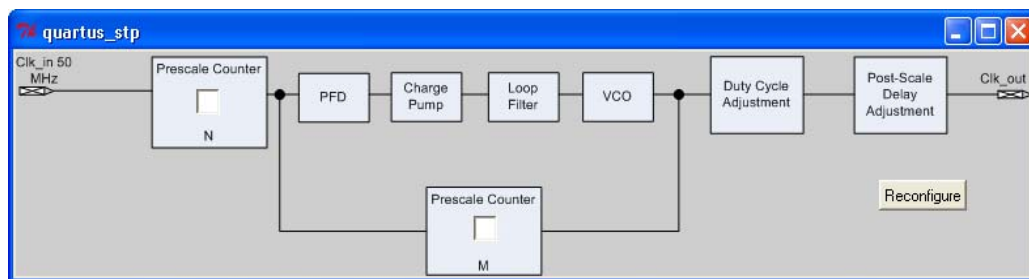 quartus_stp
Clk_in 50
MHz
Prescale Counter
N
PFD
Charge
Pump
Loop
Filter
VCO
Duty Cycle
Adjustment
Post-Scale
Delay
Adjustment
Clk_out
Prescale Counter
M
Reconfigure